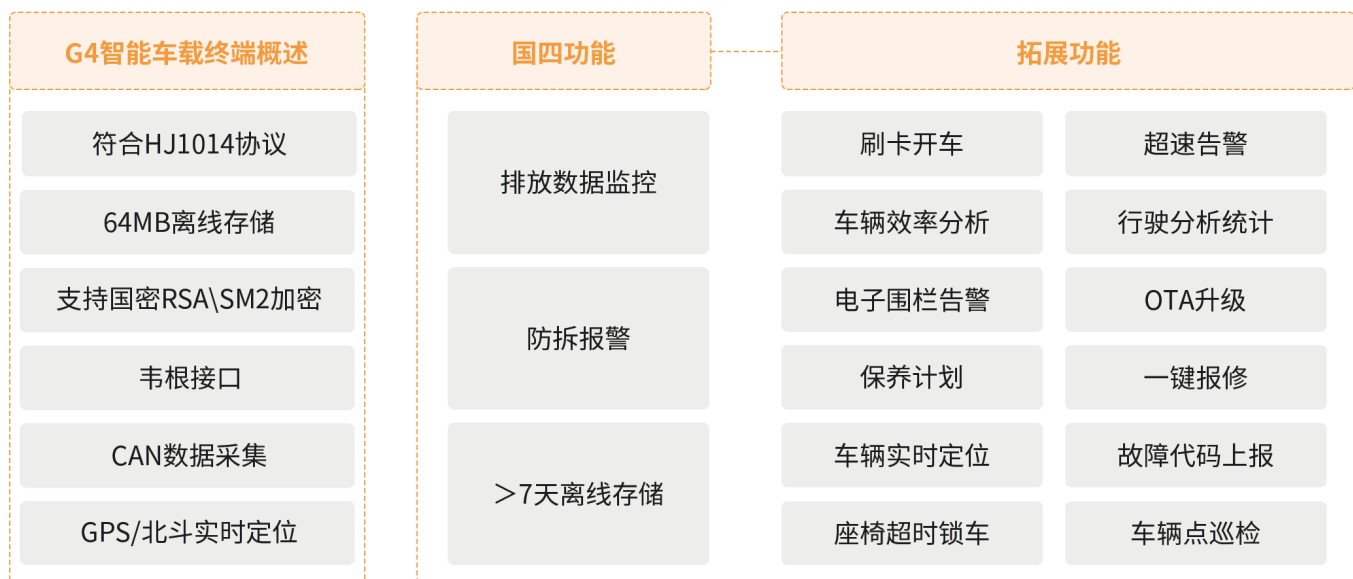 G4智能车载终端概述
符合HJ1014协议
64MB离线存储
支持国密RSA\SM2加密
韦根接口
CAN数据采集
GPS/北斗实时定位
国四功能
排放数据监控
防拆报警
＞7天离线存储
拓展功能
刷卡开车
超速告警
车辆效率分析
行驶分析统计
电子围栏告警
OTA升级
保养计划
一键报修
车辆实时定位
故障代码上报
座椅超时锁车
车辆点巡检